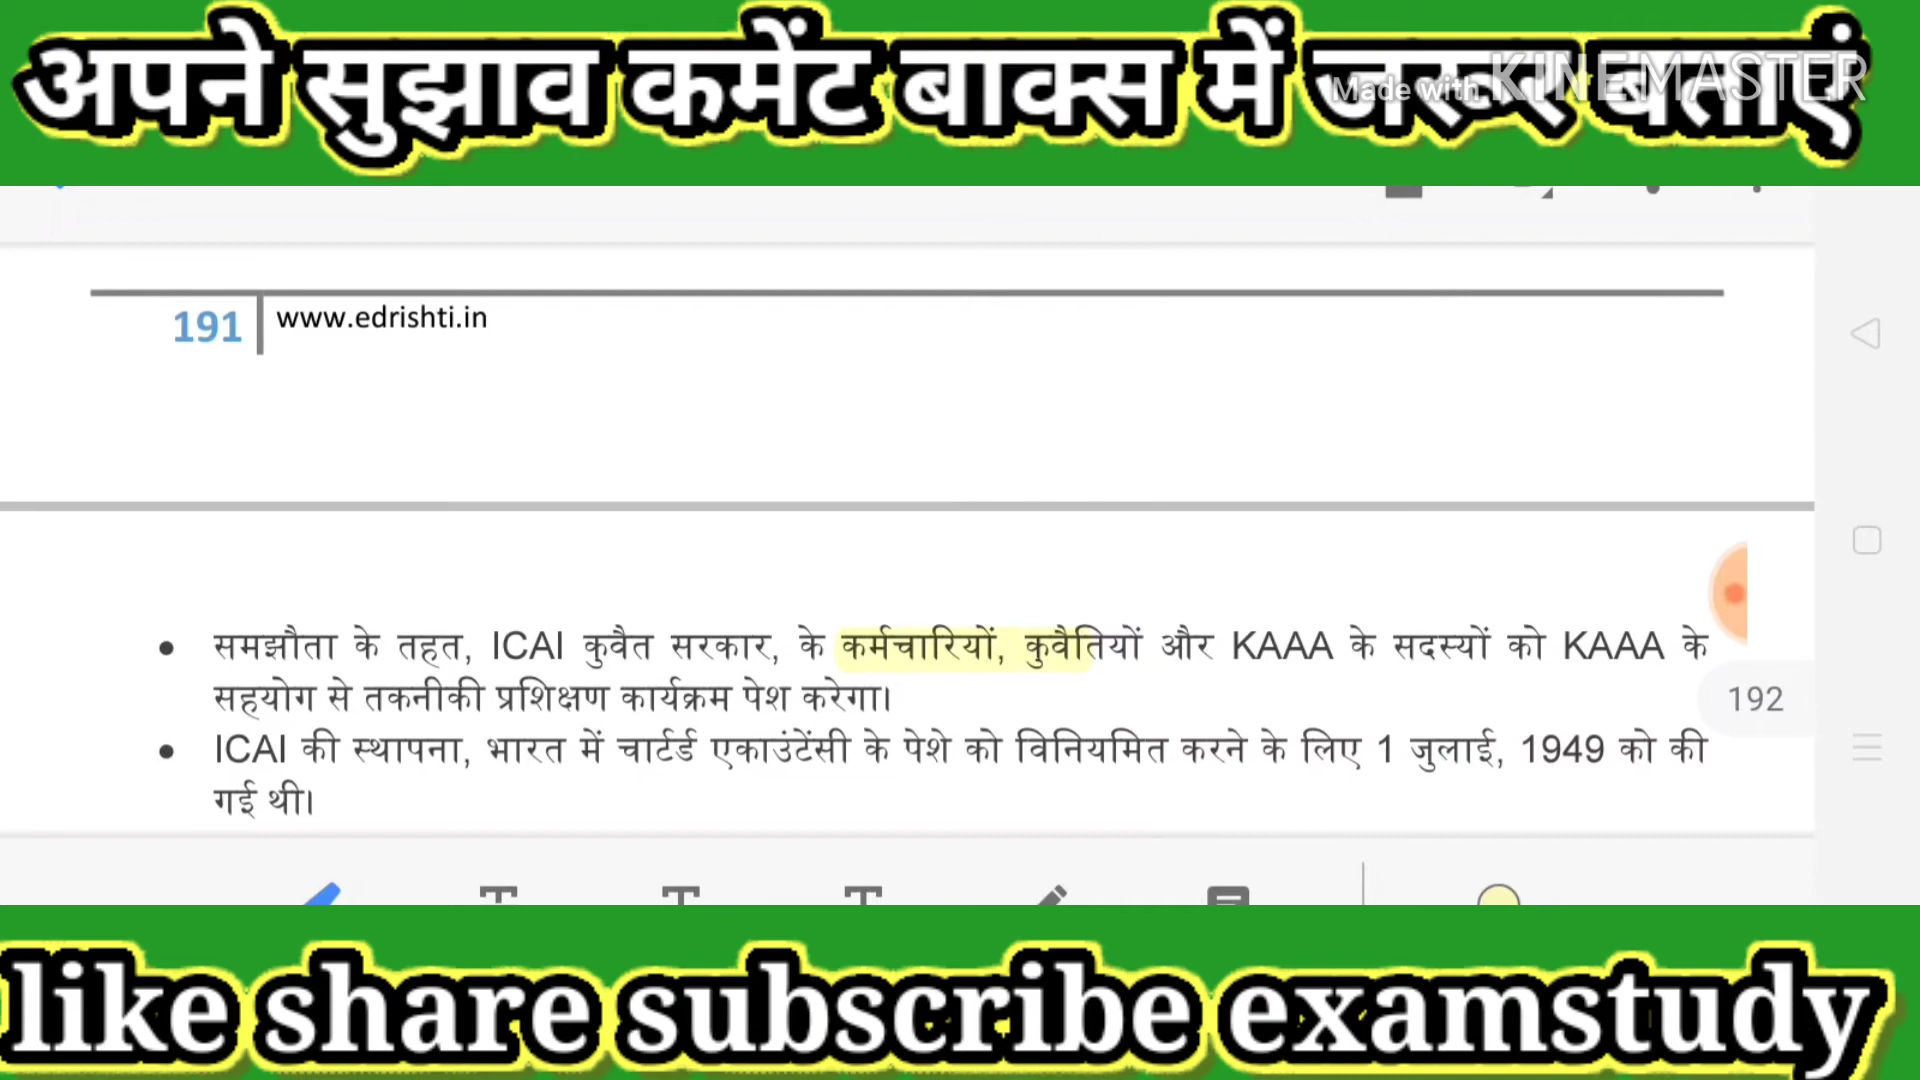 अपने सुझाव कमेंट बाक्स में जरूर बताएं
Made with KINEMASTER
191 www.edrishti.in
• समझौता के तहत, ICAI कुवैत सरकार, के कर्मचारियों, कुवैतियों और KAAA के सदस्यों को KAAA के
सहयोग से तकनीकी प्रशिक्षण कार्यक्रम पेश करेगा।
192
• ICAI की स्थापना, भारत में चार्टर्ड एकाउंटेंसी के पेशे को विनियमित करने के लिए 1 जुलाई, 1949 को की
गई थी।
like share subscribe examstudy